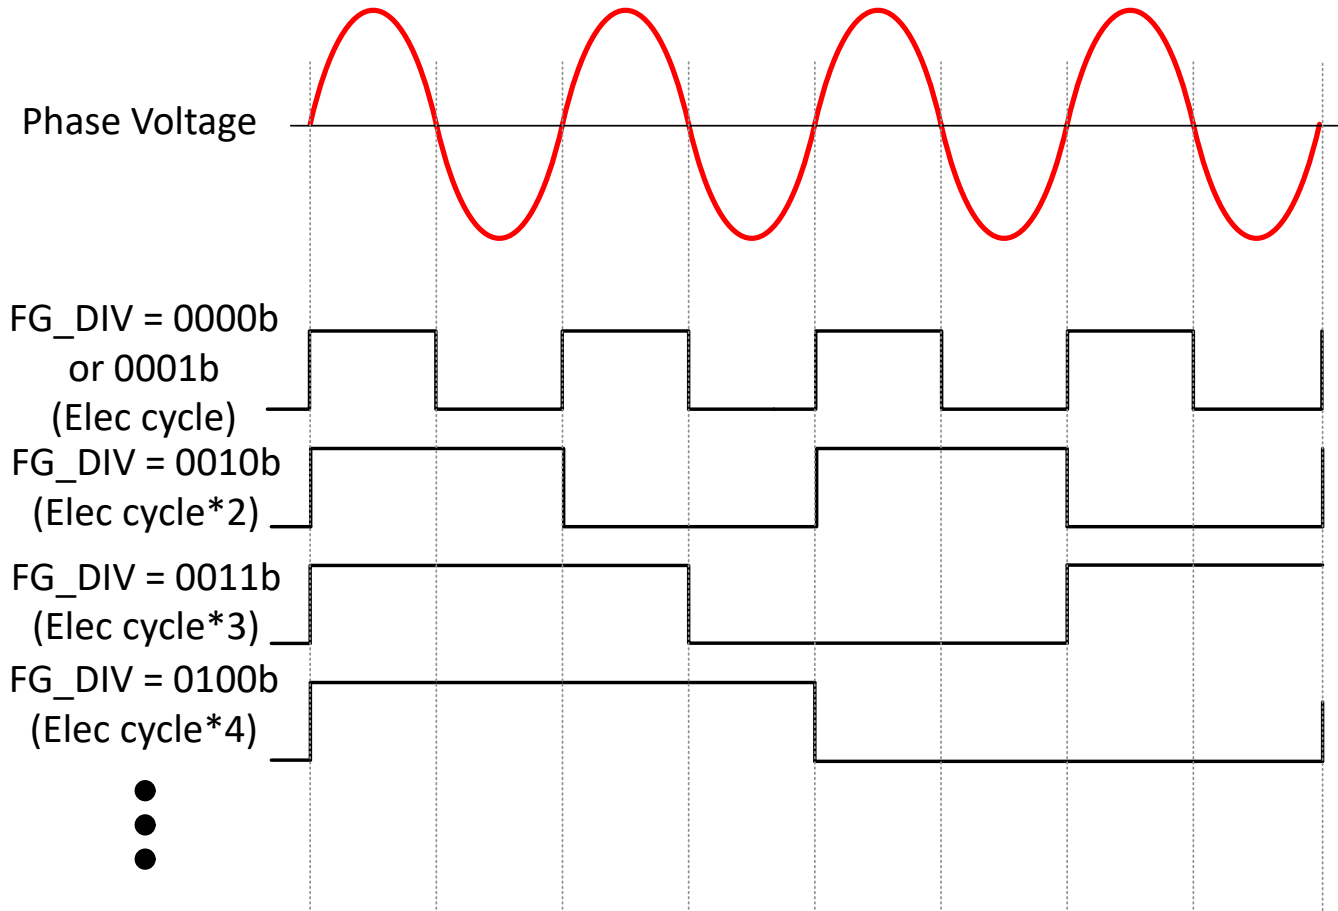 Phase Voltage
FG_DIV = 0000b
or 0001b
(Elec cycle)
FG_DIV = 0010b
(Elec cycle*2)
FG_DIV = 0011b
(Elec cycle*3)
FG_DIV = 0100b
(Elec cycle*4)